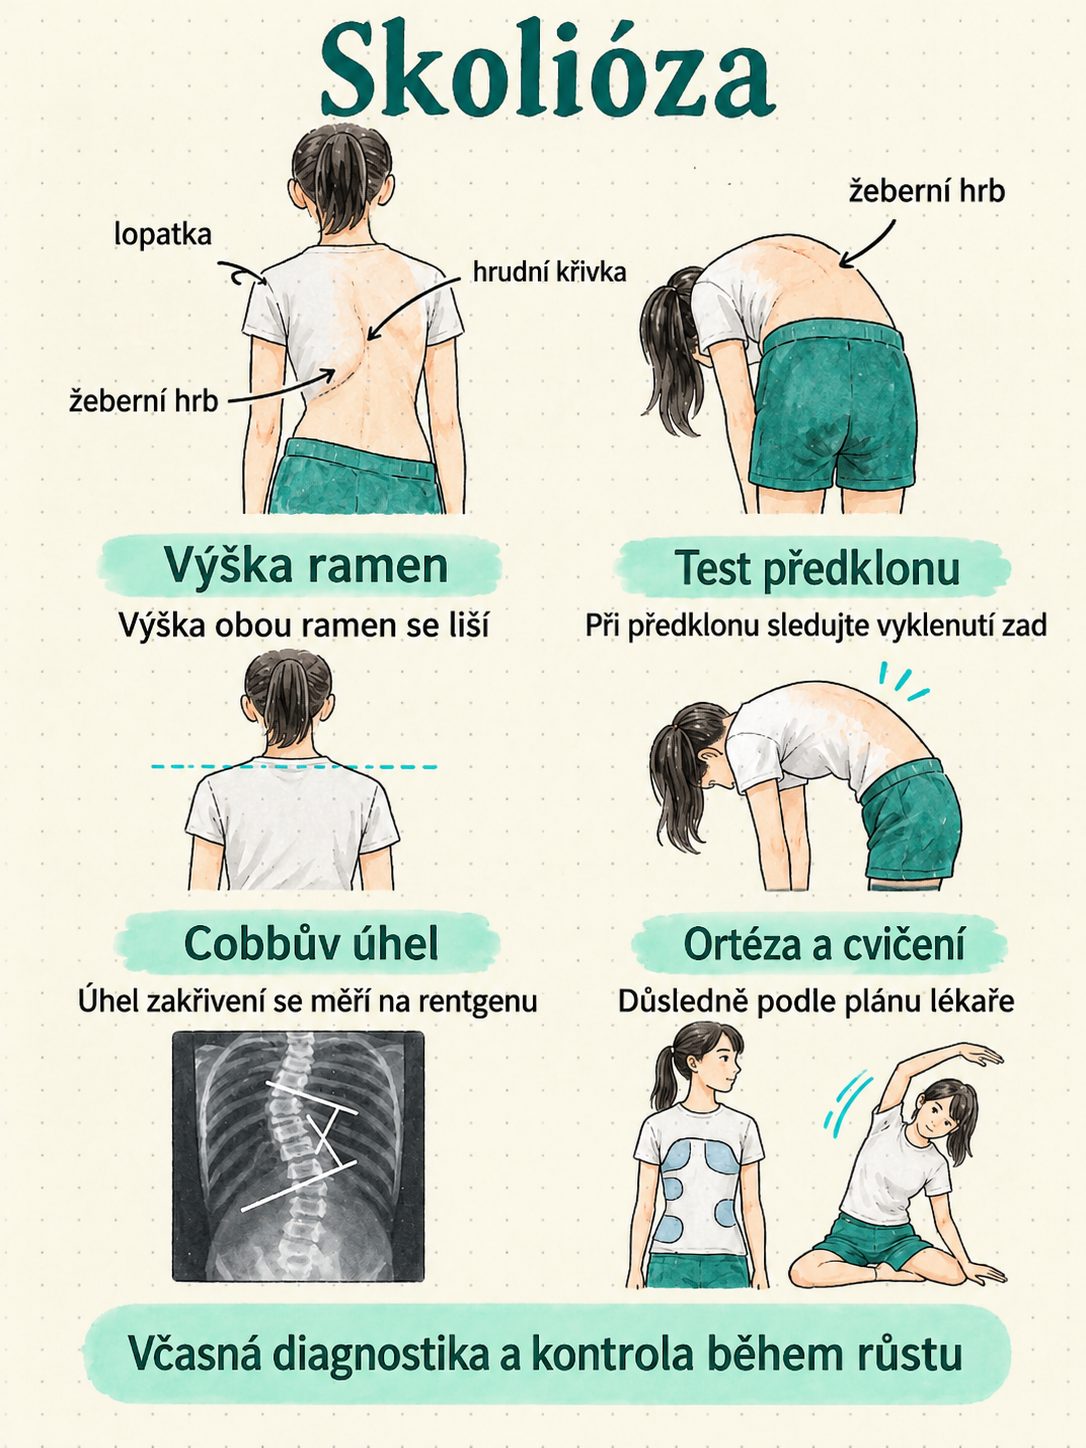 Skolióza
lopatka
hrudní křivka
žeberní hrb
žeberní hrb
Výška ramen
Výška obou ramen se liší
Test předklonu
Při předklonu sledujte vyklenutí zad
Cobbův úhel
Úhel zakřivení se měří na rentgenu
Ortéza a cvičení
Důsledně podle plánu lékaře
Včasná diagnostika a kontrola během růstu